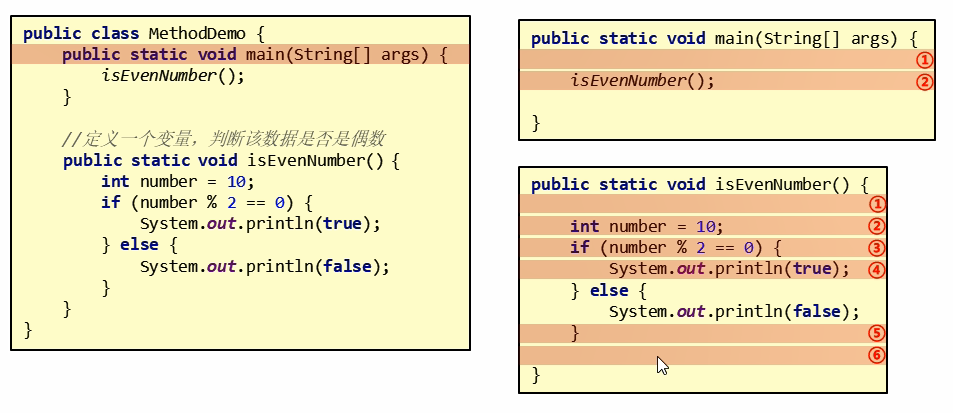 public class MethodDemo {
public static void main(String[] args) {
isEvenNumber();
}
//定义一个变量，判断该数据是否是偶数
public static void isEvenNumber() {
int number = 10;
if (number % 2 == 0) {
System.out.println(true);
} else {
System.out.println(false);
}
}
}
public static void main(String[] args) {
①
isEvenNumber(); ②
}
public static void isEvenNumber() {
①
int number = 10; ②
if (number % 2 == 0) { ③
System.out.println(true); ④
} else {
System.out.println(false);
} ⑤
⑥
}